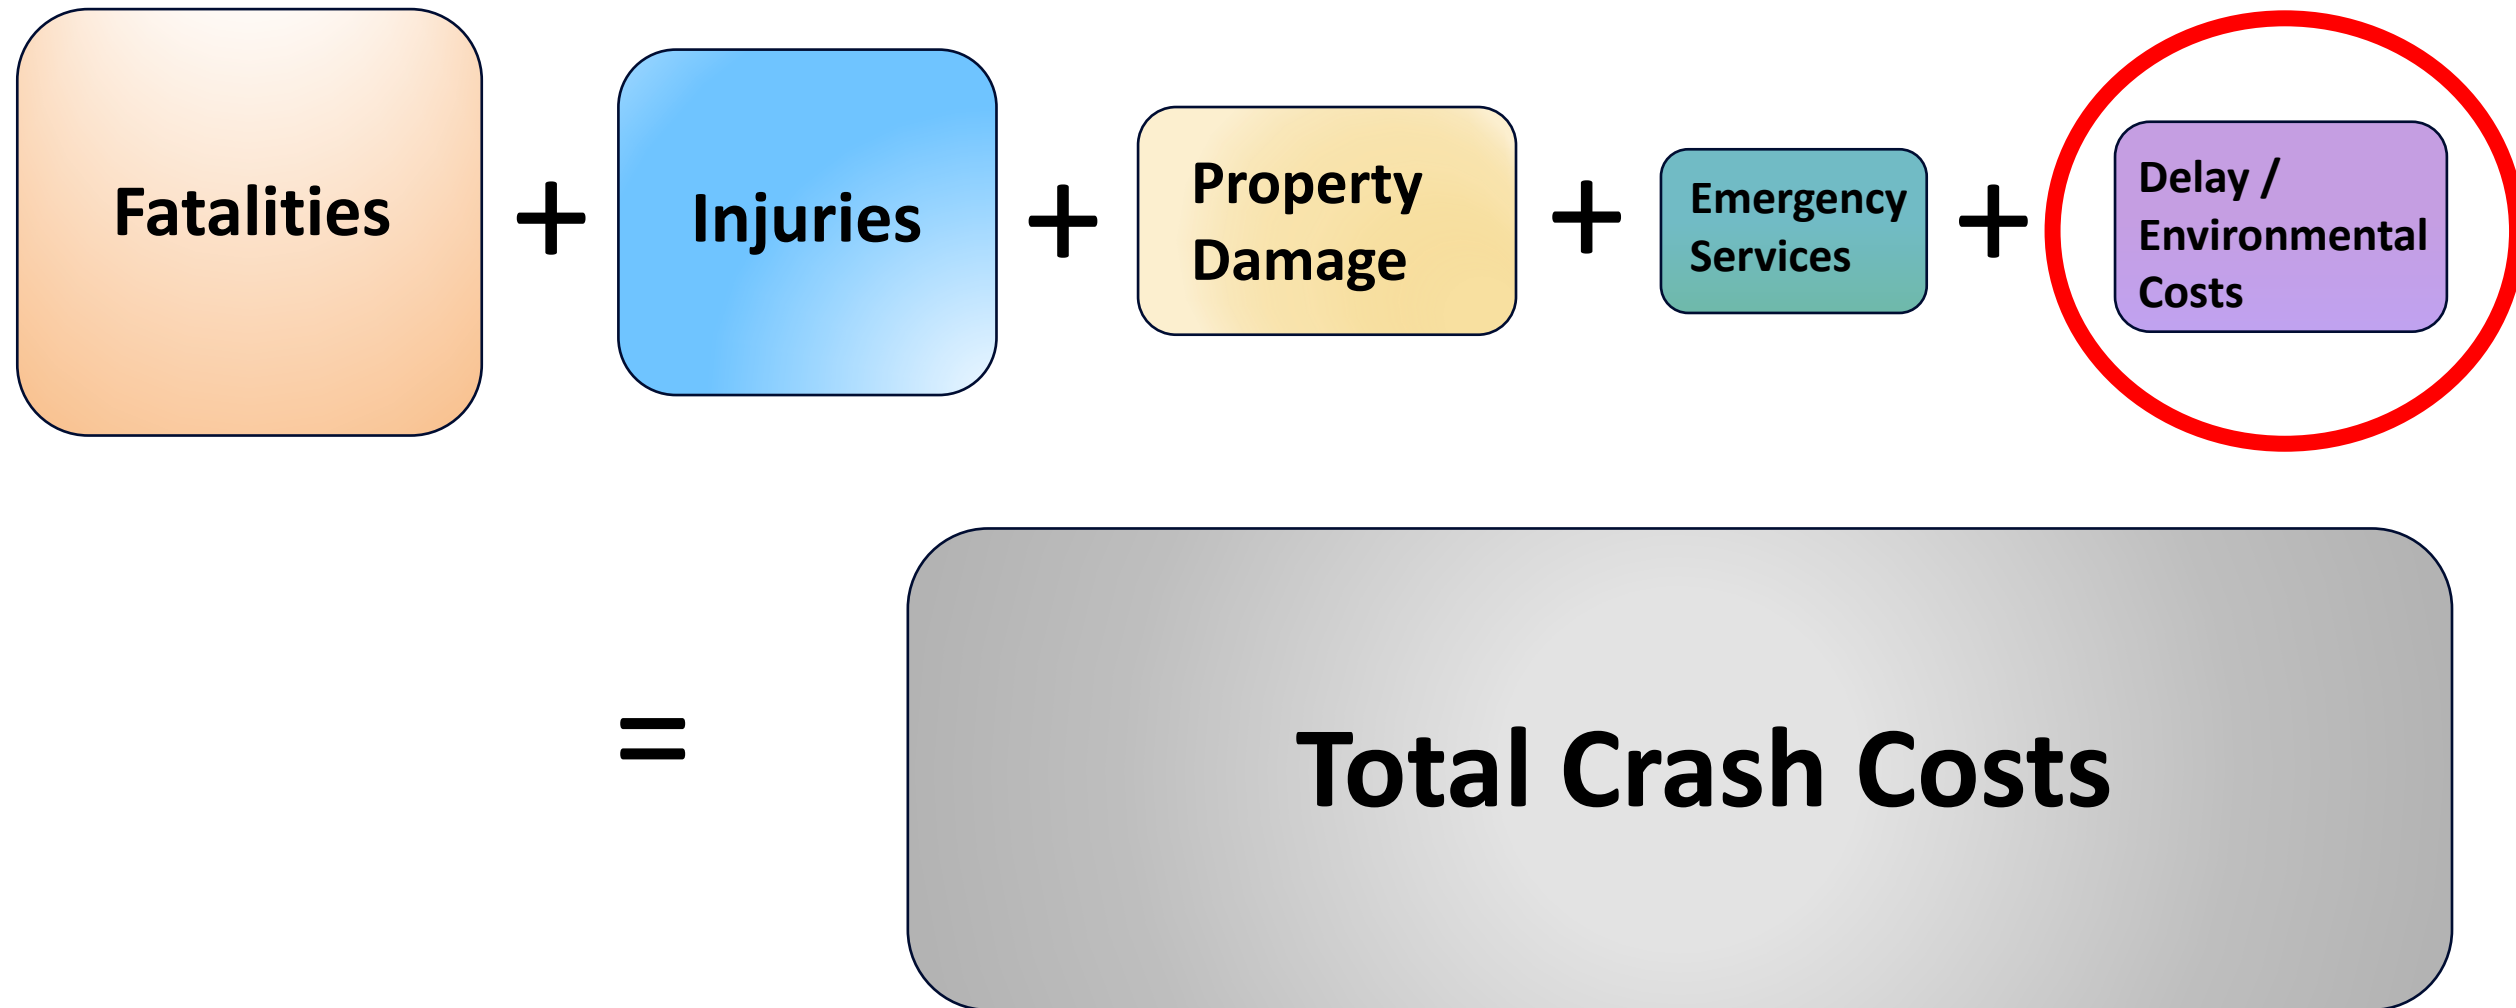 Fatalities
+
Injuries
+
Property
Damage
+
Emergency
Services
+
Delay /
Environmental
Costs
=
Total Crash Costs